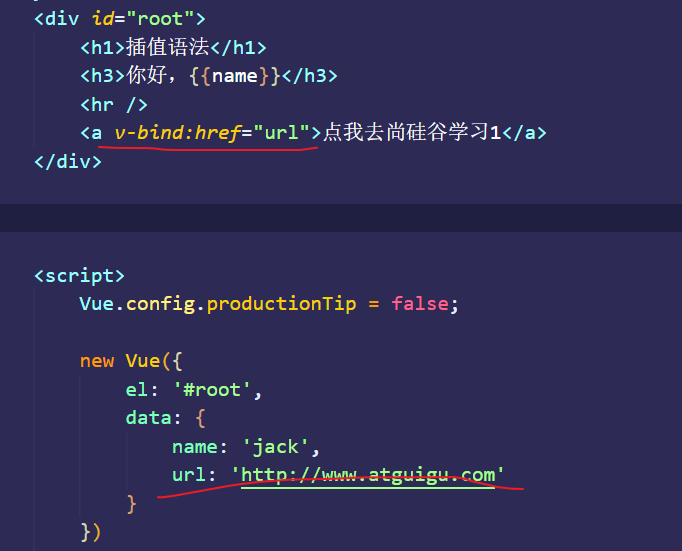 <div id="root">
<h1>插值语法</h1>
<h3>你好，{{name}}</h3>
<hr />
<a v-bind:href="url">点我去尚硅谷学习1</a>
</div>
<script>
Vue.config.productionTip = false;
new Vue({
el: '#root',
data: {
name: 'jack',
url: 'http://www.atguigu.com'
}
})